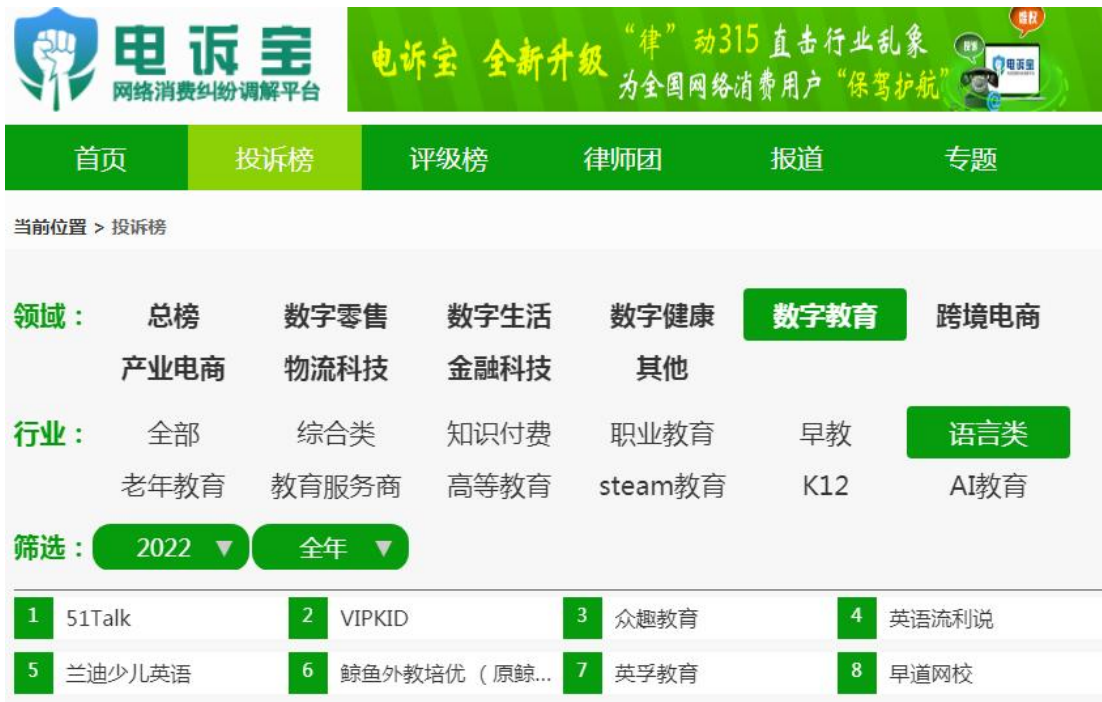 电诉宝
网络消费纠纷调解平台
电诉宝 全新升级
“律”动315 直击行业乱象
为全国网络消费用户“保驾护航”
维权
投诉
电诉宝
首页 投诉榜 评级榜 律师团 报道 专题
当前位置 > 投诉榜
领域： 总榜 数字零售 数字生活 数字健康 数字教育 跨境电商
产业电商 物流科技 金融科技 其他
行业： 全部 综合类 知识付费 职业教育 早教 语言类
老年教育 教育服务商 高等教育 steam教育 K12 AI教育
筛选： 2022 ▼ 全年 ▼
1 51Talk 2 VIPKID 3 众趣教育 4 英语流利说
5 兰迪少儿英语 6 鲸鱼外教培优（原鲸... 7 英孚教育 8 早道网校